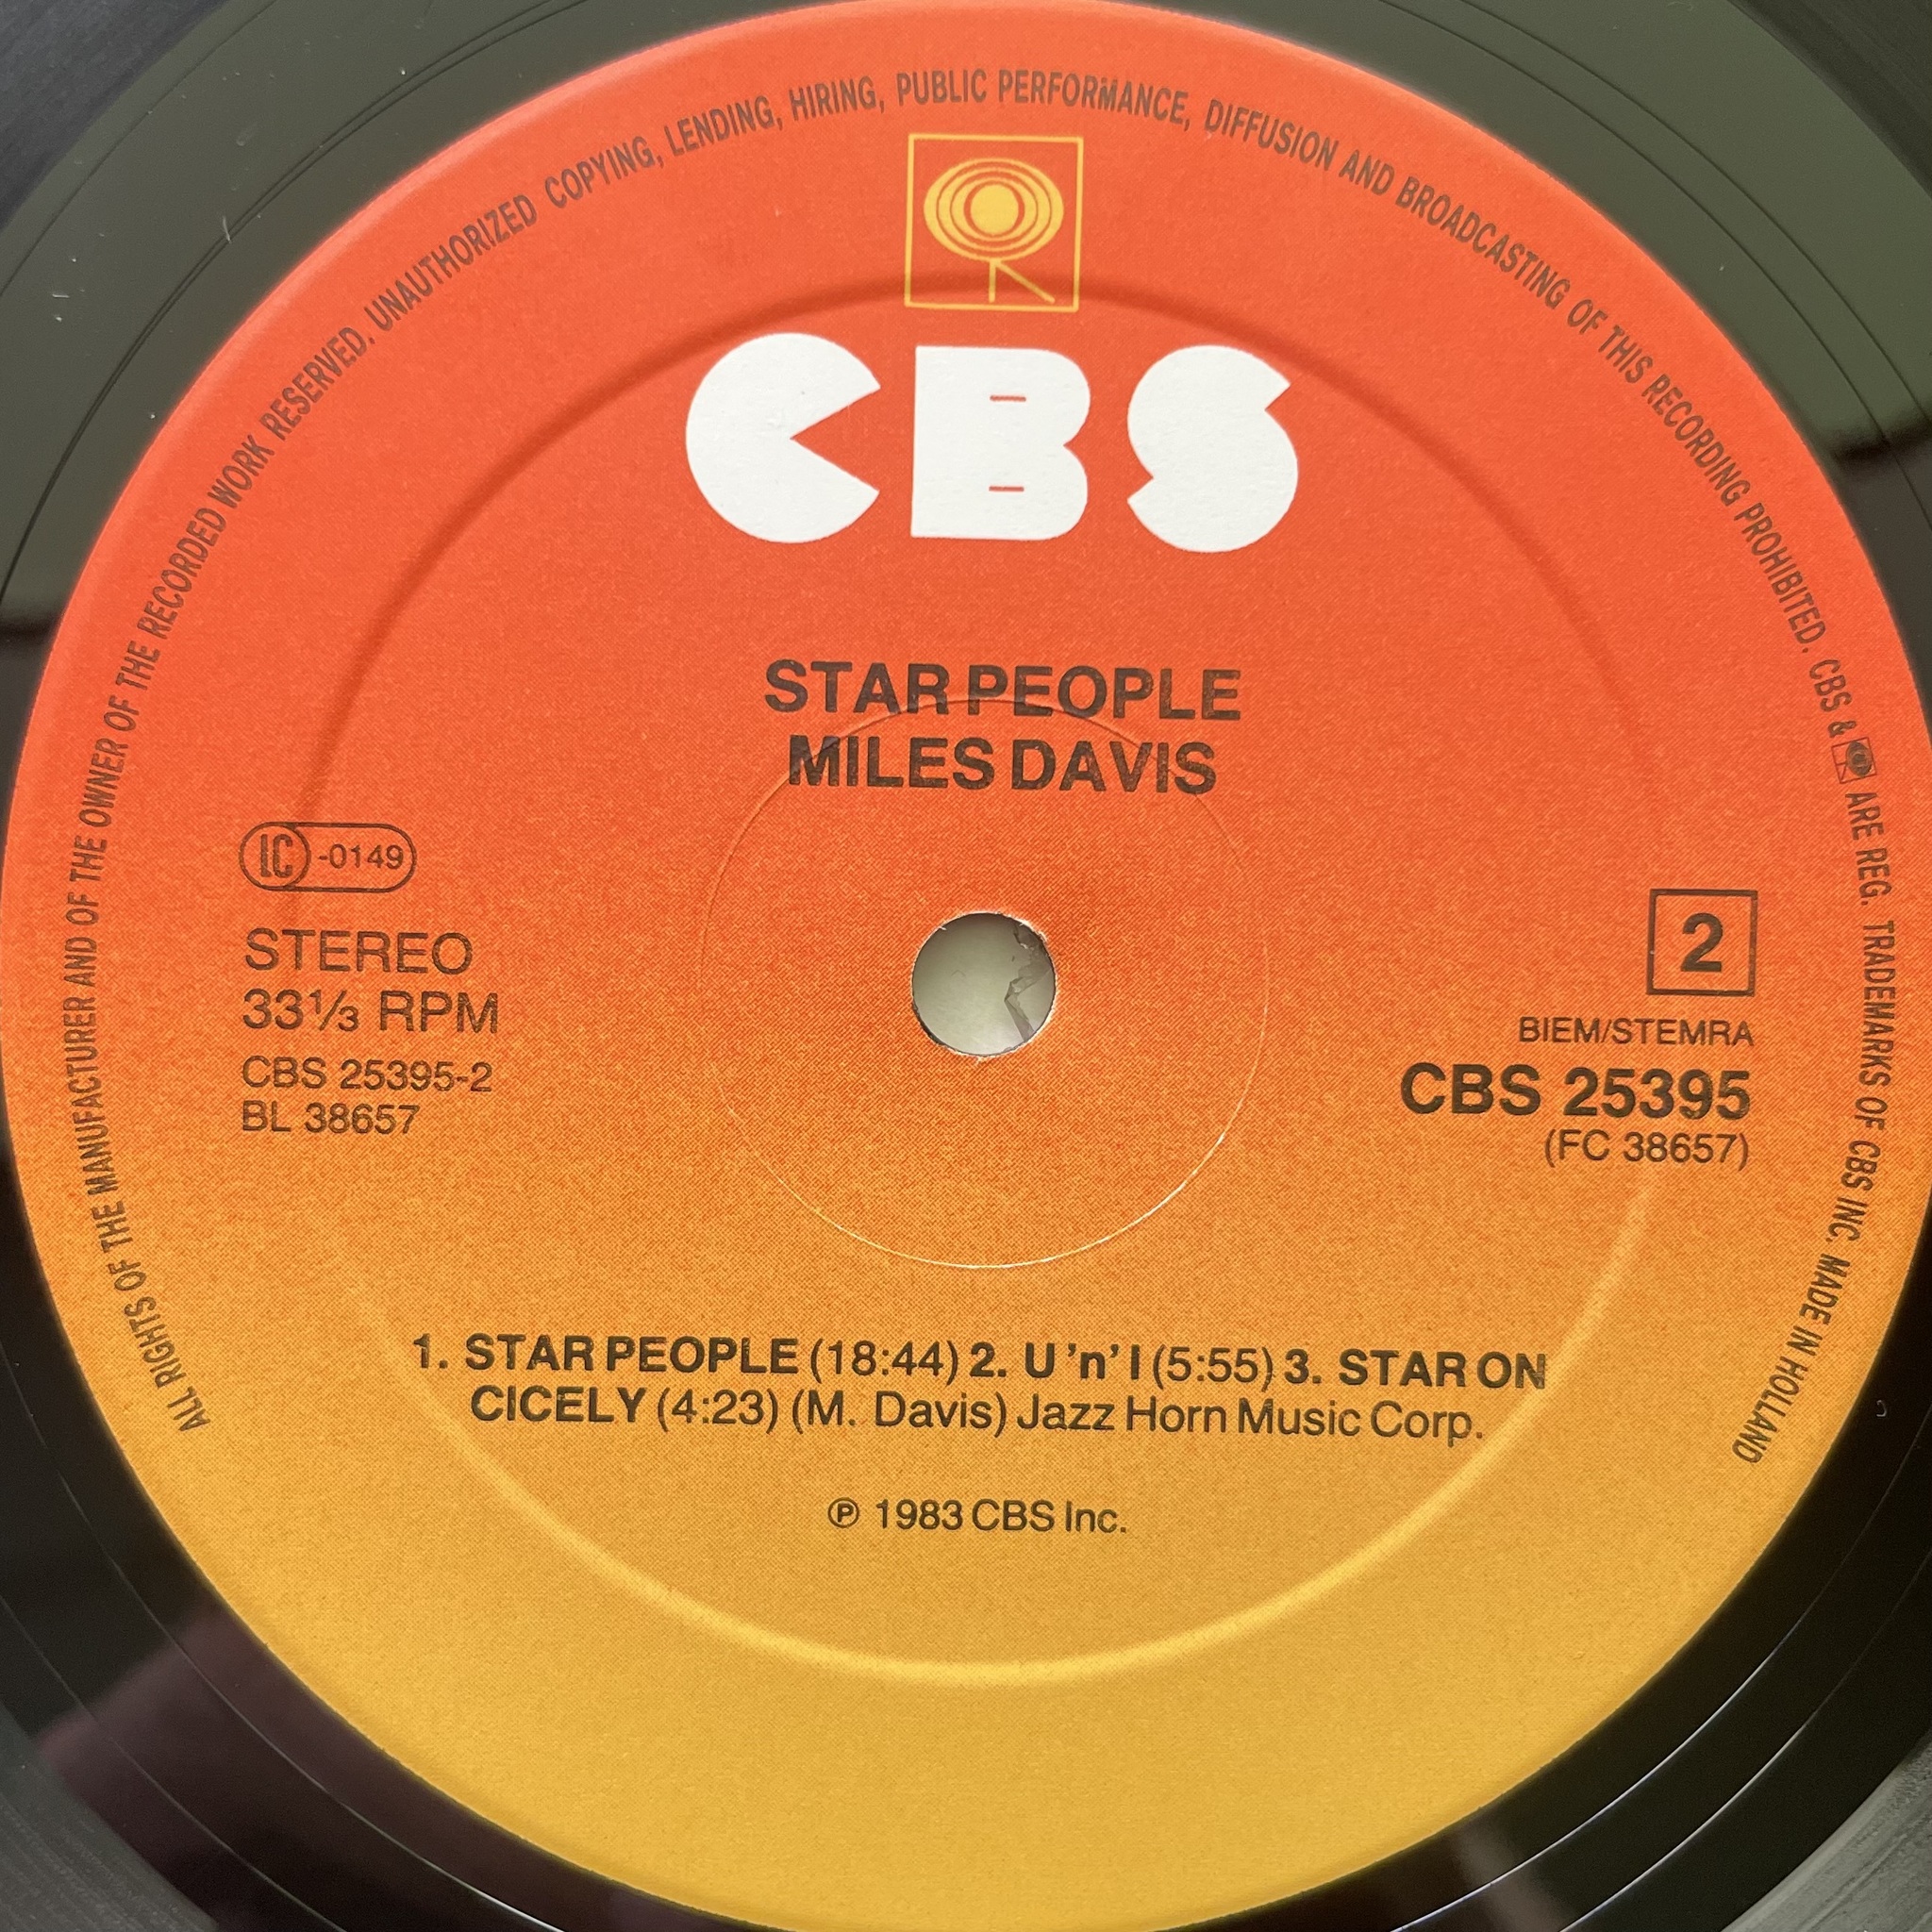 ALL RIGHTS OF THE MANUFACTURER AND OF THE OWNER OF THE RECORDED WORK RESERVED. UNAUTHORIZED COPYING, LENDING, HIRING, PUBLIC PERFORMANCE, DIFFUSION AND BROADCASTING OF THIS RECORDING PROHIBITED. CBS & ARE REG. TRADEMARKS OF CBS INC. MADE IN HOLLAND
CBS
STAR PEOPLE
MILES DAVIS
LC -0149
STEREO
33⅓ RPM
CBS 25395-2
BL 38657
2
BIEM/STEMRA
CBS 25395
(FC 38657)
1. STAR PEOPLE (18:44) 2. U 'n' I (5:55) 3. STAR ON
CICELY (4:23) (M. Davis) Jazz Horn Music Corp.
℗ 1983 CBS Inc.